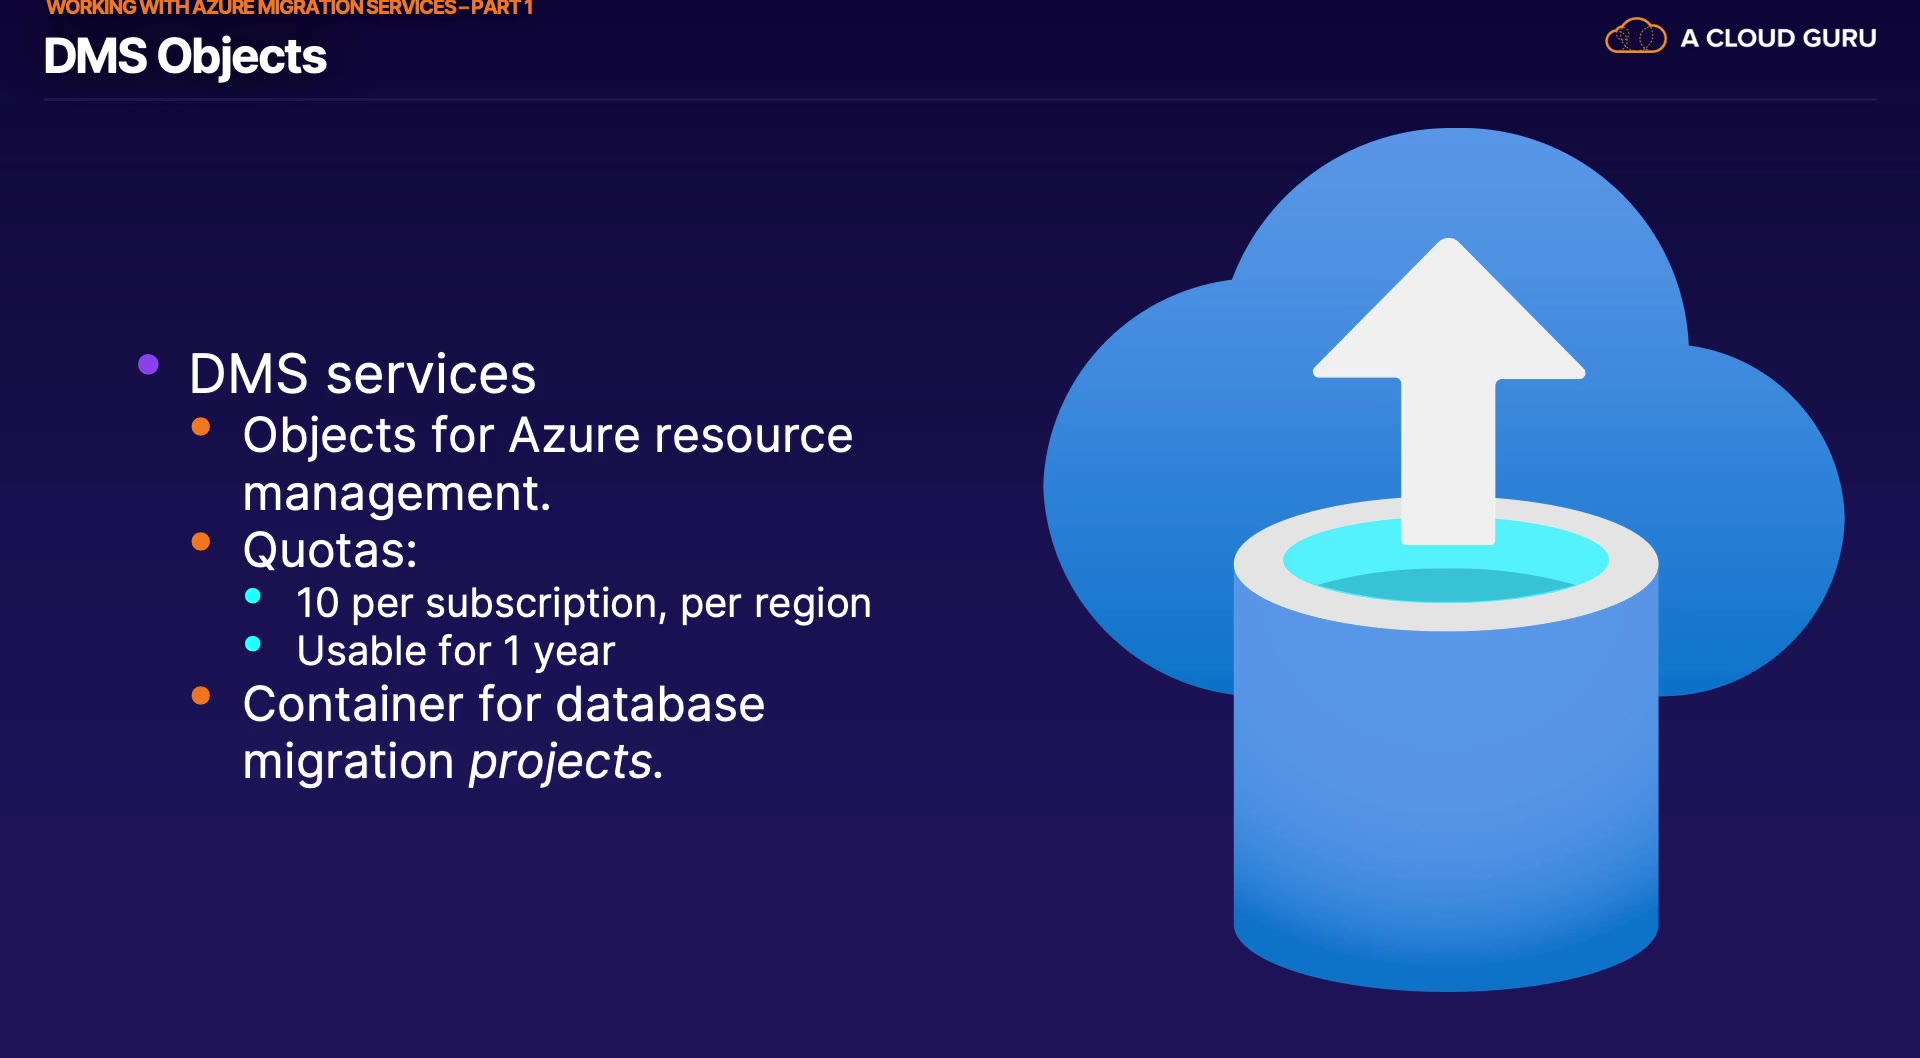 WORKING WITH AZURE MIGRATION SERVICES – PART 1
DMS Objects
A CLOUD GURU
DMS services
Objects for Azure resource
management.
Quotas:
10 per subscription, per region
Usable for 1 year
Container for database
migration projects.